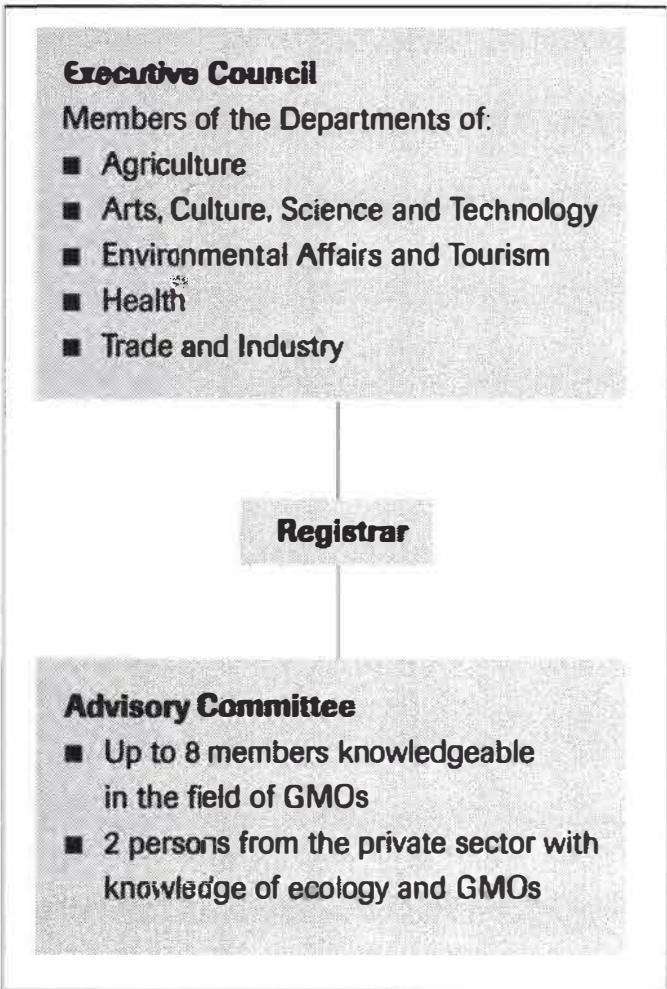 Executive Council
Members of the Departments of:
■ Agriculture
■ Arts, Culture, Science and Technology
■ Environmental Affairs and Tourism
■ Health
■ Trade and Industry
Registrar
Advisory Committee
■ Up to 8 members knowledgeable
in the field of GMOs
■ 2 persons from the private sector with
knowledge of ecology and GMOs